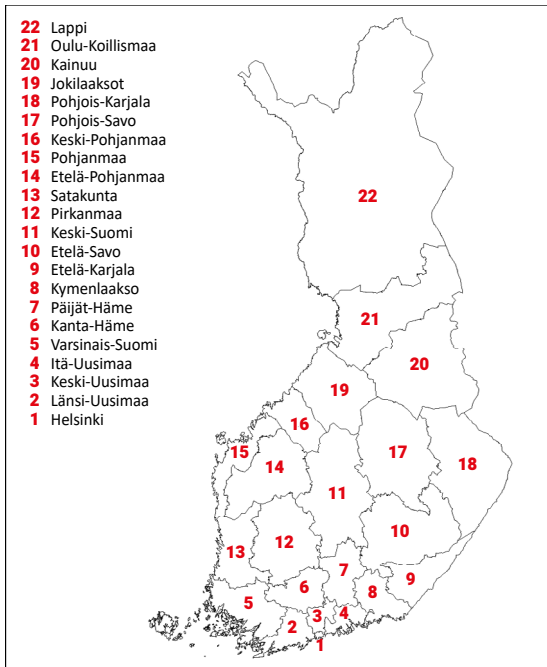 22 Lappi
21 Oulu-Koillismaa
20 Kainuu
19 Jokilaaksot
18 Pohjois-Karjala
17 Pohjois-Savo
16 Keski-Pohjanmaa
15 Pohjanmaa
14 Etelä-Pohjanmaa
13 Satakunta
12 Pirkanmaa
11 Keski-Suomi
10 Etelä-Savo
9 Etelä-Karjala
8 Kymenlaakso
7 Päijät-Häme
6 Kanta-Häme
5 Varsinais-Suomi
4 Itä-Uusimaa
3 Keski-Uusimaa
2 Länsi-Uusimaa
1 Helsinki
22
21
20
19
16
15
14
17
18
11
10
13
12
7
9
6
8
5
3
4
2
1